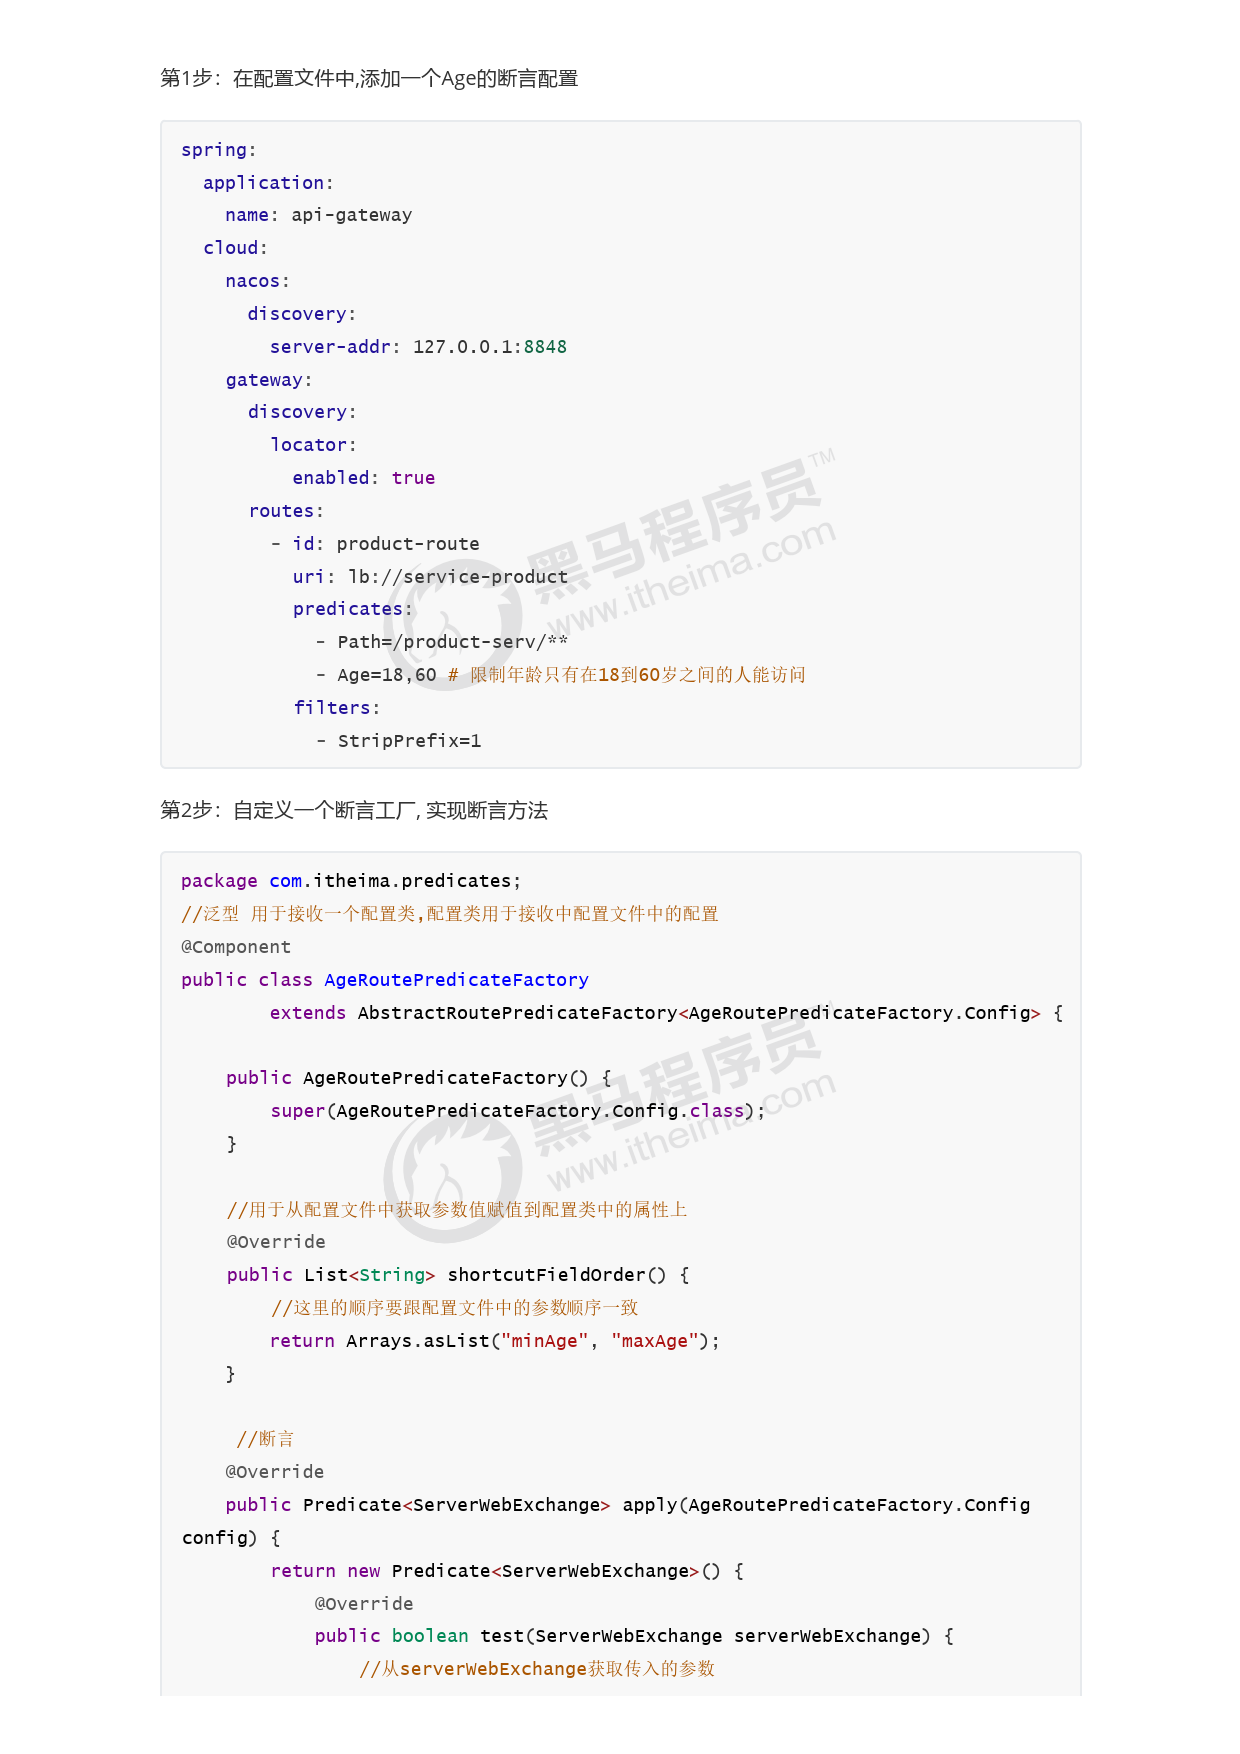 第1步：在配置文件中,添加一个Age的断言配置
spring:
  application:
    name: api-gateway
  cloud:
    nacos:
      discovery:
        server-addr: 127.0.0.1:8848
    gateway:
      discovery:
        locator:
          enabled: true
      routes:
        - id: product-route
          uri: lb://service-product
          predicates:
            - Path=/product-serv/**
            - Age=18,60 # 限制年龄只有在18到60岁之间的人能访问
          filters:
            - StripPrefix=1
黑马程序员™
www.itheima.com
第2步：自定义一个断言工厂, 实现断言方法
package com.itheima.predicates;
//泛型 用于接收一个配置类,配置类用于接收中配置文件中的配置
@Component
public class AgeRoutePredicateFactory
        extends AbstractRoutePredicateFactory<AgeRoutePredicateFactory.Config> {
    public AgeRoutePredicateFactory() {
        super(AgeRoutePredicateFactory.Config.class);
    }
    //用于从配置文件中获取参数值赋值到配置类中的属性上
    @Override
    public List<String> shortcutFieldOrder() {
        //这里的顺序要跟配置文件中的参数顺序一致
        return Arrays.asList("minAge", "maxAge");
    }
     //断言
    @Override
    public Predicate<ServerWebExchange> apply(AgeRoutePredicateFactory.Config
config) {
        return new Predicate<ServerWebExchange>() {
            @Override
            public boolean test(ServerWebExchange serverWebExchange) {
                //从serverWebExchange获取传入的参数
黑马程序员™
www.itheima.com